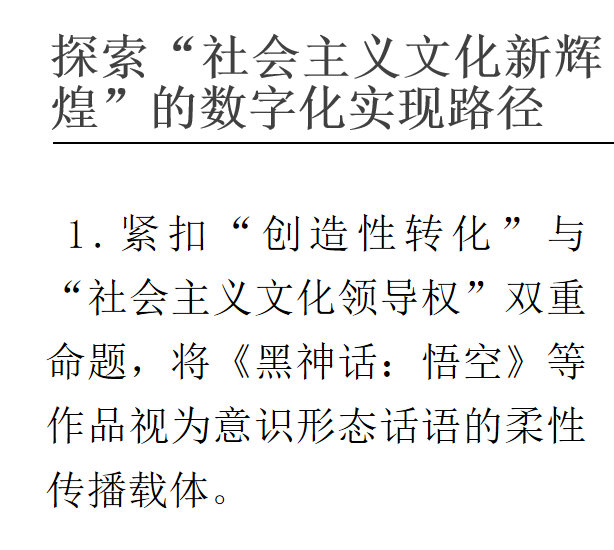 探索“社会主义文化新辉
煌”的数字化实现路径
1.紧扣“创造性转化”与
“社会主义文化领导权”双重
命题，将《黑神话：悟空》等
作品视为意识形态话语的柔性
传播载体。